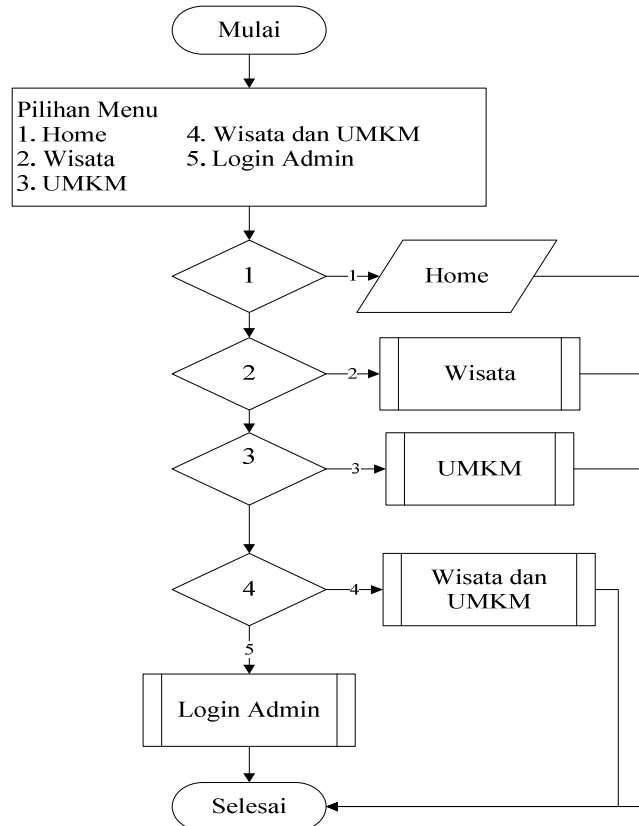 Mulai
Pilihan Menu
1. Home 4. Wisata dan UMKM
2. Wisata 5. Login Admin
3. UMKM
1
1
Home
2
2
Wisata
3
3
UMKM
4
4
Wisata dan
UMKM
5
Login Admin
Selesai